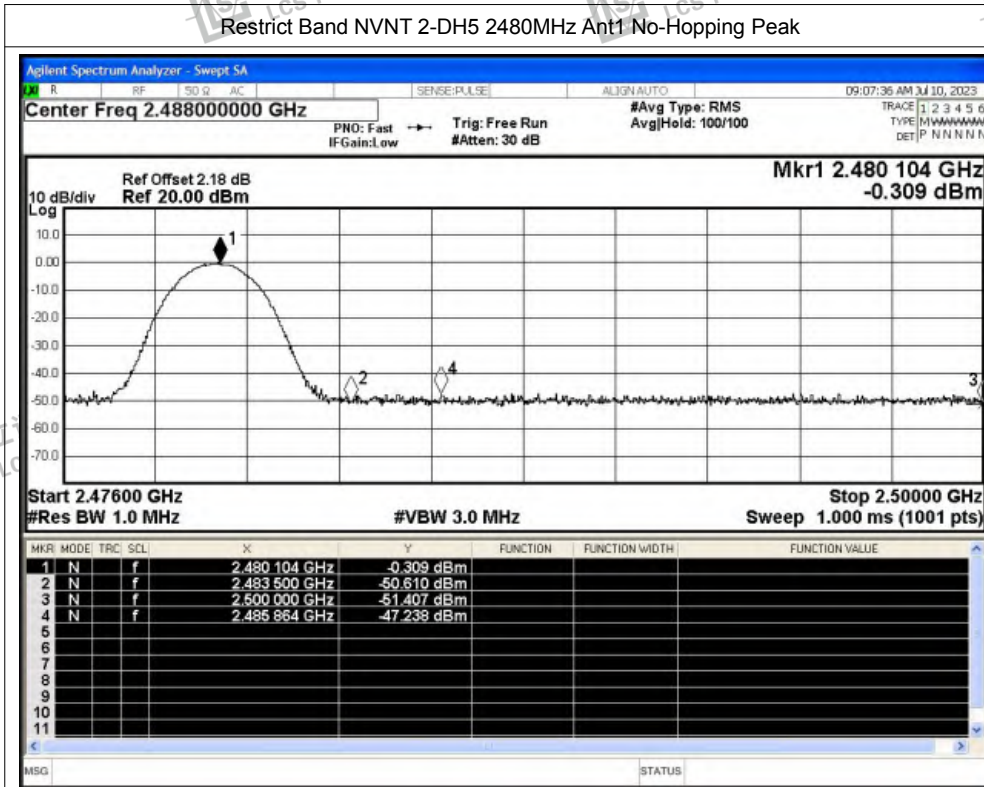 Restrict Band NVNT 2-DH5 2480MHz Ant1 No-Hopping Peak
Agilent Spectrum Analyzer - Swept SA
LXI R RF 50 Ω AC SENSE:PULSE ALIGN AUTO 09:07:36 AM Jul 10, 2023
Center Freq 2.488000000 GHz
PNO: Fast
IFGain:Low
Trig: Free Run
#Atten: 30 dB
#Avg Type: RMS
Avg|Hold: 100/100
TRACE 1 2 3 4 5 6
TYPE MWWWWW
DET P N N N N N
Mkr1 2.480 104 GHz
-0.309 dBm
Ref Offset 2.18 dB
10 dB/div Ref 20.00 dBm
Log
10.0
0.00
-10.0
-20.0
-30.0
-40.0
-50.0
-60.0
-70.0
1
2
4
3
Start 2.47600 GHz Stop 2.50000 GHz
#Res BW 1.0 MHz #VBW 3.0 MHz Sweep 1.000 ms (1001 pts)
MKR MODE TRC SCL X Y FUNCTION FUNCTION WIDTH FUNCTION VALUE
1 N f 2.480 104 GHz -0.309 dBm
2 N f 2.483 500 GHz -50.610 dBm
3 N f 2.500 000 GHz -51.407 dBm
4 N f 2.485 864 GHz -47.238 dBm
5
6
7
8
9
10
11
MSG STATUS